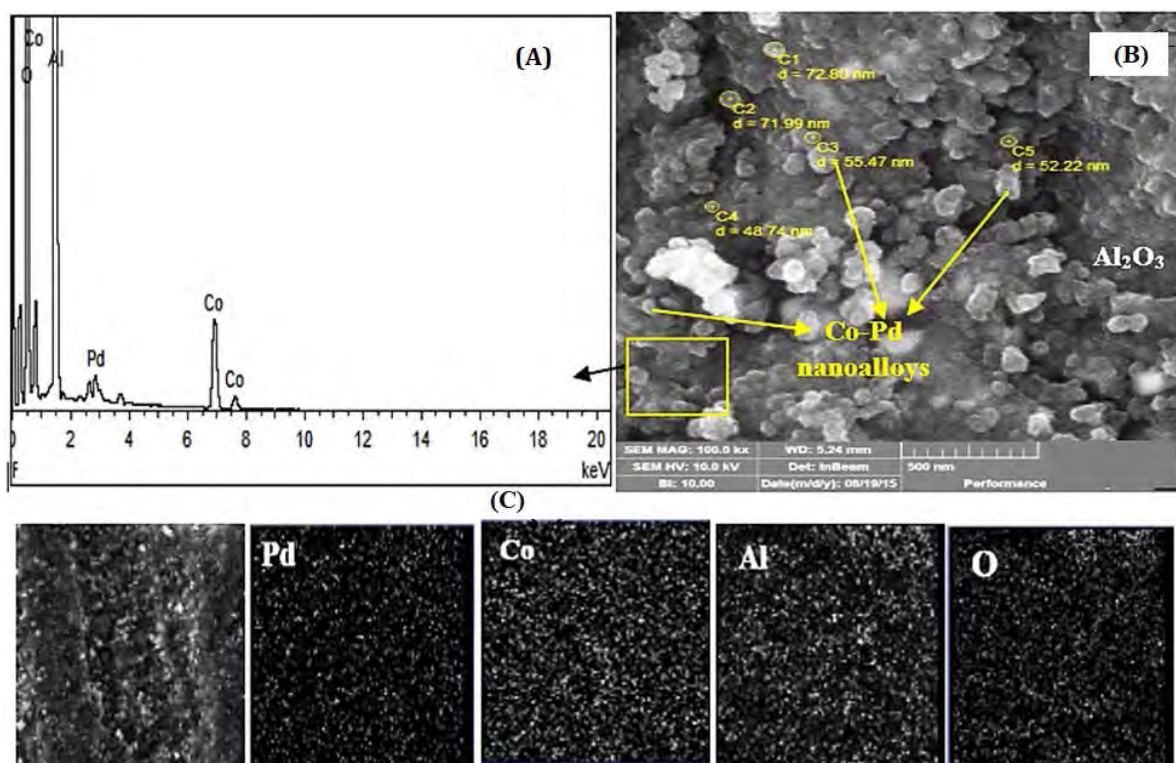 (A)
Co
Al
O
Pd
Co
Co
0 2 4 6 8 10 12 14 16 18 20
F
keV
(B)
C1
d = 72.80 nm
C2
d = 71.99 nm
C3
d = 55.47 nm
C5
d = 52.22 nm
C4
d = 48.74 nm
Al₂O₃
Co-Pd
nanoalloys
SEM MAG: 100.0 kx WD: 5.24 mm
SEM HV: 10.0 kV Det: InBeam 500 nm
BI: 10.00 Date(m/d/y): 08/19/15 Performance
(C)
Pd
Co
Al
O